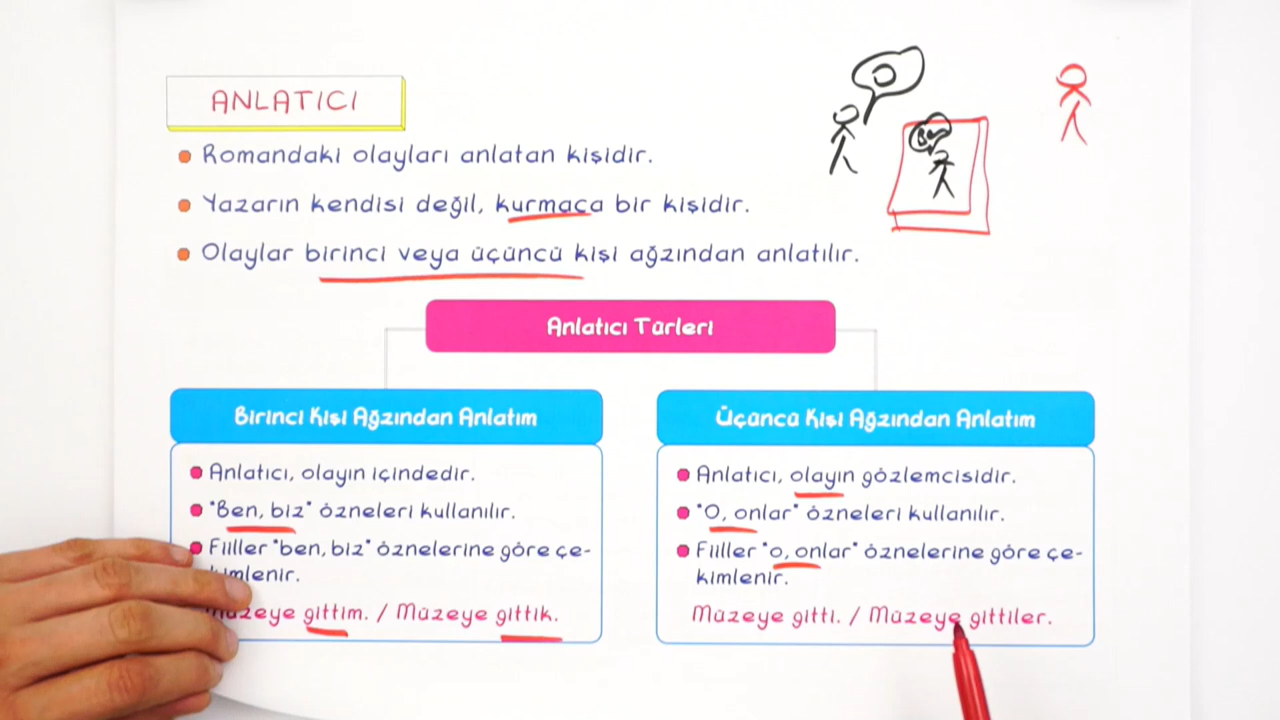 ANLATICI
Romandaki olayları anlatan kişidir.
Yazarın kendisi değil, kurmaca bir kişidir.
Olaylar birinci veya üçüncü kişi ağzından anlatılır.
Anlatıcı Türleri
Birinci Kişi Ağzından Anlatım
Anlatıcı, olayın içindedir.
"Ben, biz" özneleri kullanılır.
Fiiller "ben, biz" öznelerine göre çe-
kimlenir.
Müzeye gittim. / Müzeye gittik.
Üçüncü Kişi Ağzından Anlatım
Anlatıcı, olayın gözlemcisidir.
"O, onlar" özneleri kullanılır.
Fiiller "o, onlar" öznelerine göre çe-
kimlenir.
Müzeye gitti. / Müzeye gittiler.